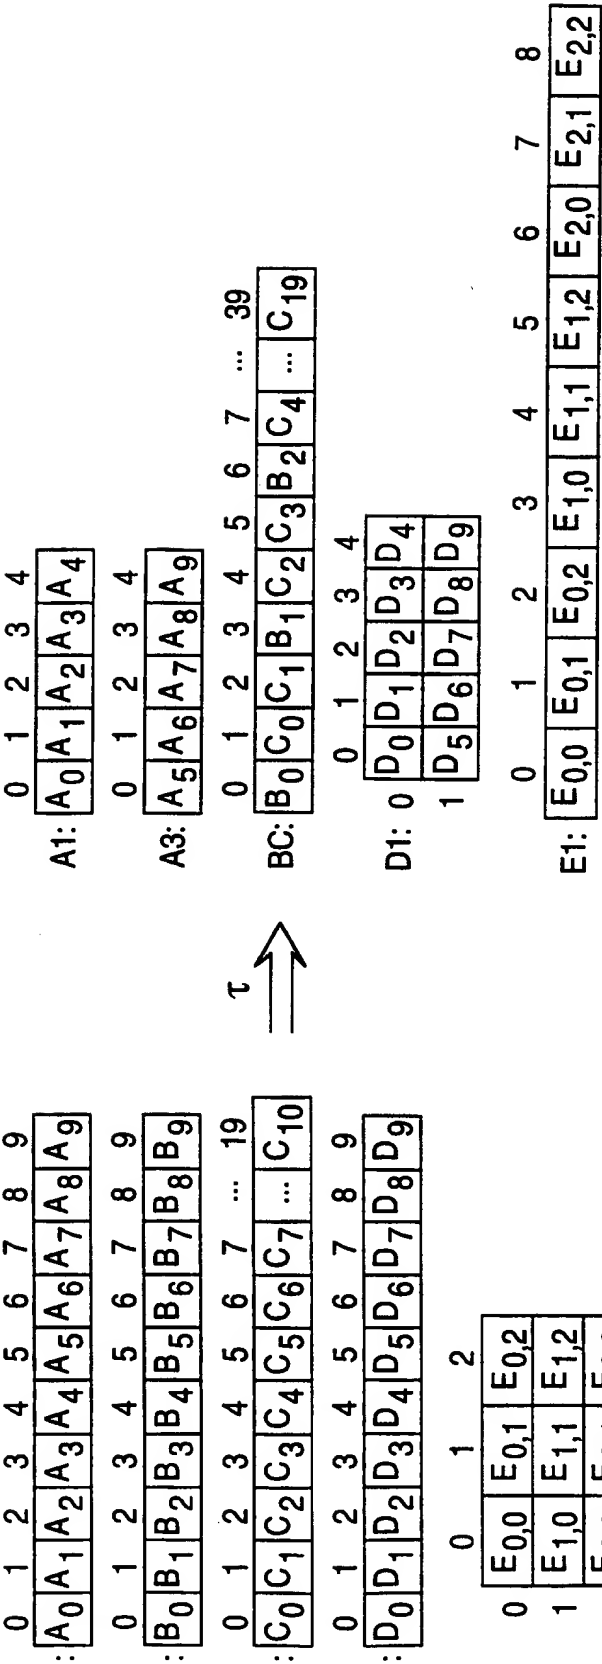 0 1 2 3 4 5 6 7 8 9
: A0 A1 A2 A3 A4 A5 A6 A7 A8 A9
0 1 2 3 4 5 6 7 8 9
: B0 B1 B2 B3 B4 B5 B6 B7 B8 B9
0 1 2 3 4 5 6 7 ... 19
: C0 C1 C2 C3 C4 C5 C6 C7 ... C10
0 1 2 3 4 5 6 7 8 9
: D0 D1 D2 D3 D4 D5 D6 D7 D8 D9
0 1 2
0 E0,0 E0,1 E0,2
1 E1,0 E1,1 E1,2
τ
0 1 2 3 4
A1: A0 A1 A2 A3 A4
0 1 2 3 4
A3: A5 A6 A7 A8 A9
0 1 2 3 4 5 6 7 ... 39
BC: B0 C0 C1 B1 C2 C3 B2 C4 ... C19
0 1 2 3 4
D1: 0 D0 D1 D2 D3 D4
1 D5 D6 D7 D8 D9
0 1 2 3 4 5 6 7 8
E1: E0,0 E0,1 E0,2 E1,0 E1,1 E1,2 E2,0 E2,1 E2,2